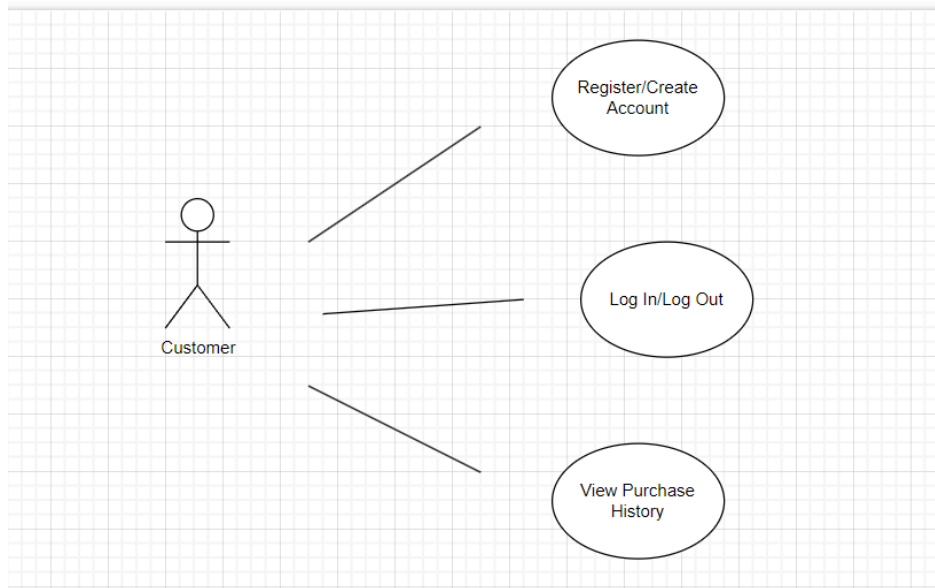 Register/Create
Account
Log In/Log Out
Customer
View Purchase
History